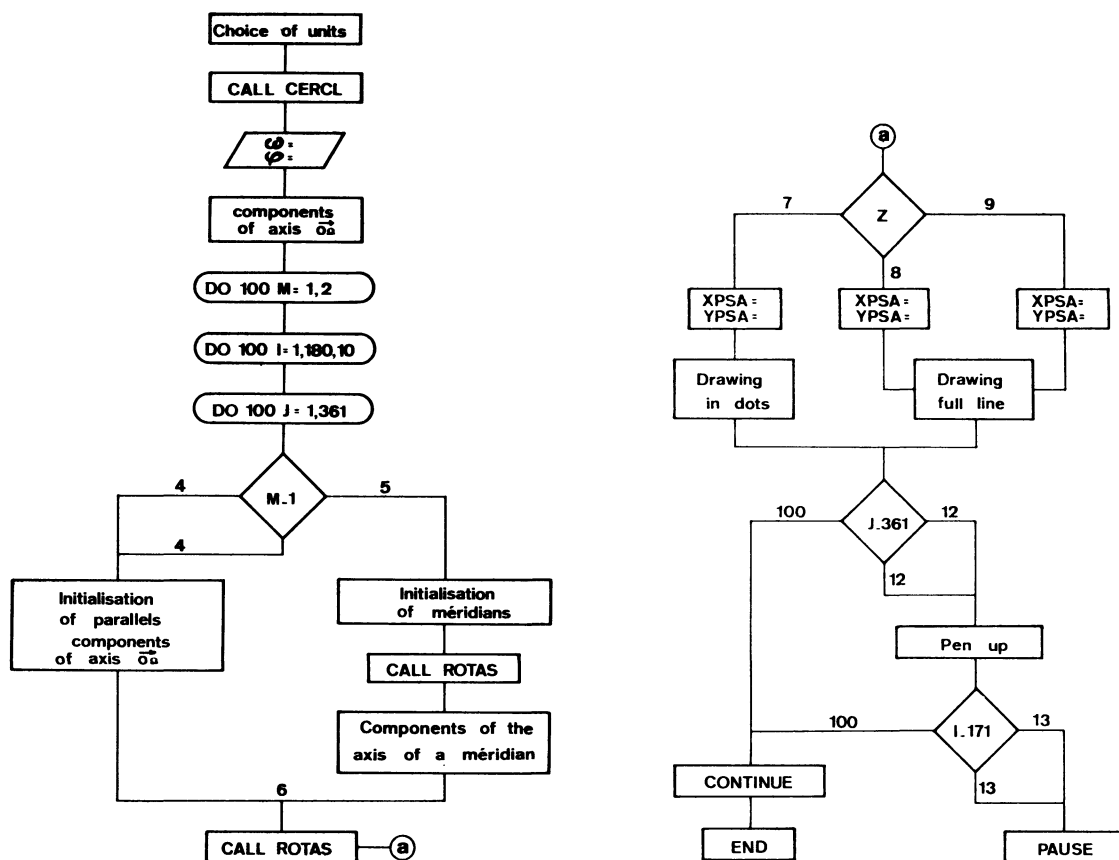 Choice of units
CALL CERCL
ω=
φ=
components
of axis
DO 100 M= 1,2
DO 100 I=1,180,10
DO 100 J= 1,361
4
M-1
5
4
Initialisation
of parallels
components
of axis
Initialisation
of méridians
CALL ROTAS
Components of the
axis of a méridian
6
CALL ROTAS
a
a
7
Z
9
8
XPSA=
YPSA=
XPSA=
YPSA=
XPSA=
YPSA=
Drawing
in dots
Drawing
full line
100
J-361
12
12
Pen up
100
I-171
13
13
CONTINUE
END
PAUSE